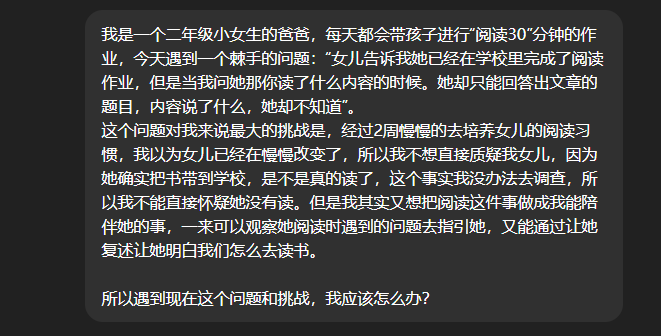 我是一个二年级小女生的爸爸，每天都会带孩子进行“阅读30”分钟的作
业，今天遇到一个棘手的问题：“女儿告诉我她已经在学校里完成了阅读
作业，但是当我问她那你读了什么内容的时候。她却只能回答出文章的
题目，内容说了什么，她却不知道”。
这个问题对我来说最大的挑战是，经过2周慢慢的去培养女儿的阅读习
惯，我以为女儿已经在慢慢改变了，所以我不想直接质疑我女儿，因为
她确实把书带到学校，是不是真的读了，这个事实我没办法去调查，所
以我不能直接怀疑她没有读。但是我其实又想把阅读这件事做成我能陪
伴她的事，一来可以观察她阅读时遇到的问题去指引她，又能通过让她
复述让她明白我们怎么去读书。
所以遇到现在这个问题和挑战，我应该怎么办?